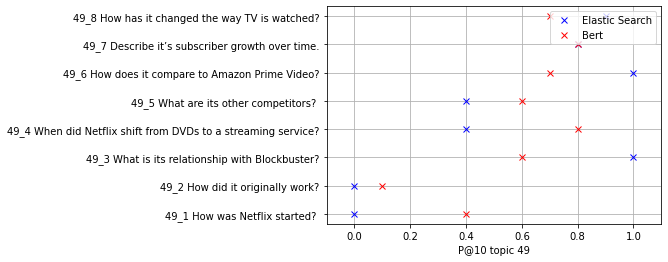 49_8 How has it changed the way TV is watched?
49_7 Describe it’s subscriber growth over time.
49_6 How does it compare to Amazon Prime Video?
49_5 What are its other competitors?
49_4 When did Netflix shift from DVDs to a streaming service?
49_3 What is its relationship with Blockbuster?
49_2 How did it originally work?
49_1 How was Netflix started?
Elastic Search
Bert
0.0 0.2 0.4 0.6 0.8 1.0
P@10 topic 49